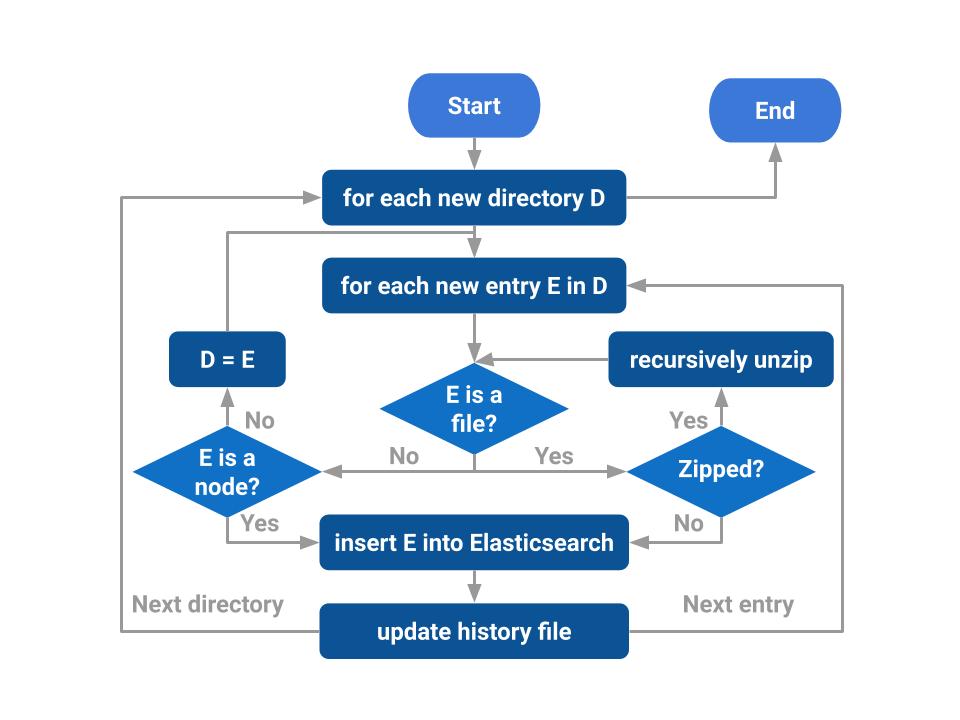 Start
End
for each new directory D
for each new entry E in D
D = E
recursively unzip
E is a
file?
No
Yes
No
Yes
E is a
node?
Zipped?
Yes
No
insert E into Elasticsearch
Next directory
Next entry
update history file